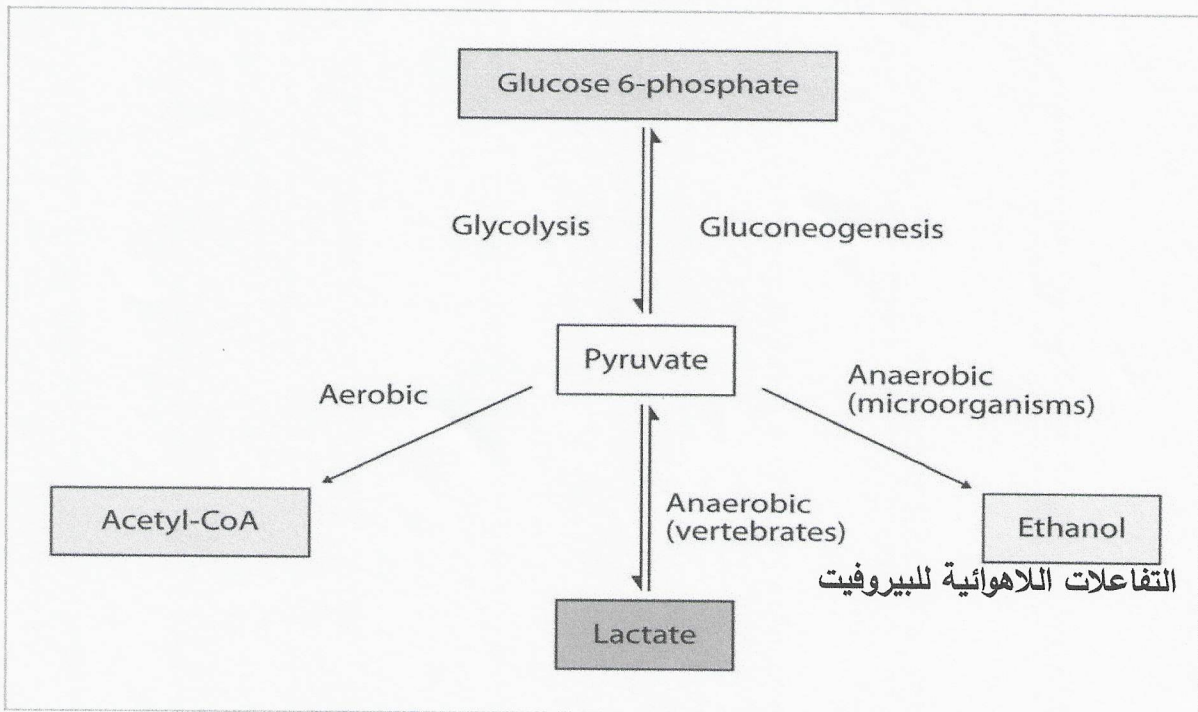 Glucose 6-phosphate
Glycolysis
Gluconeogenesis
Pyruvate
Aerobic
Anaerobic
(microorganisms)
Acetyl-CoA
Anaerobic
(vertebrates)
Ethanol
التفاعلات اللاهوائية للبيروفيت
Lactate